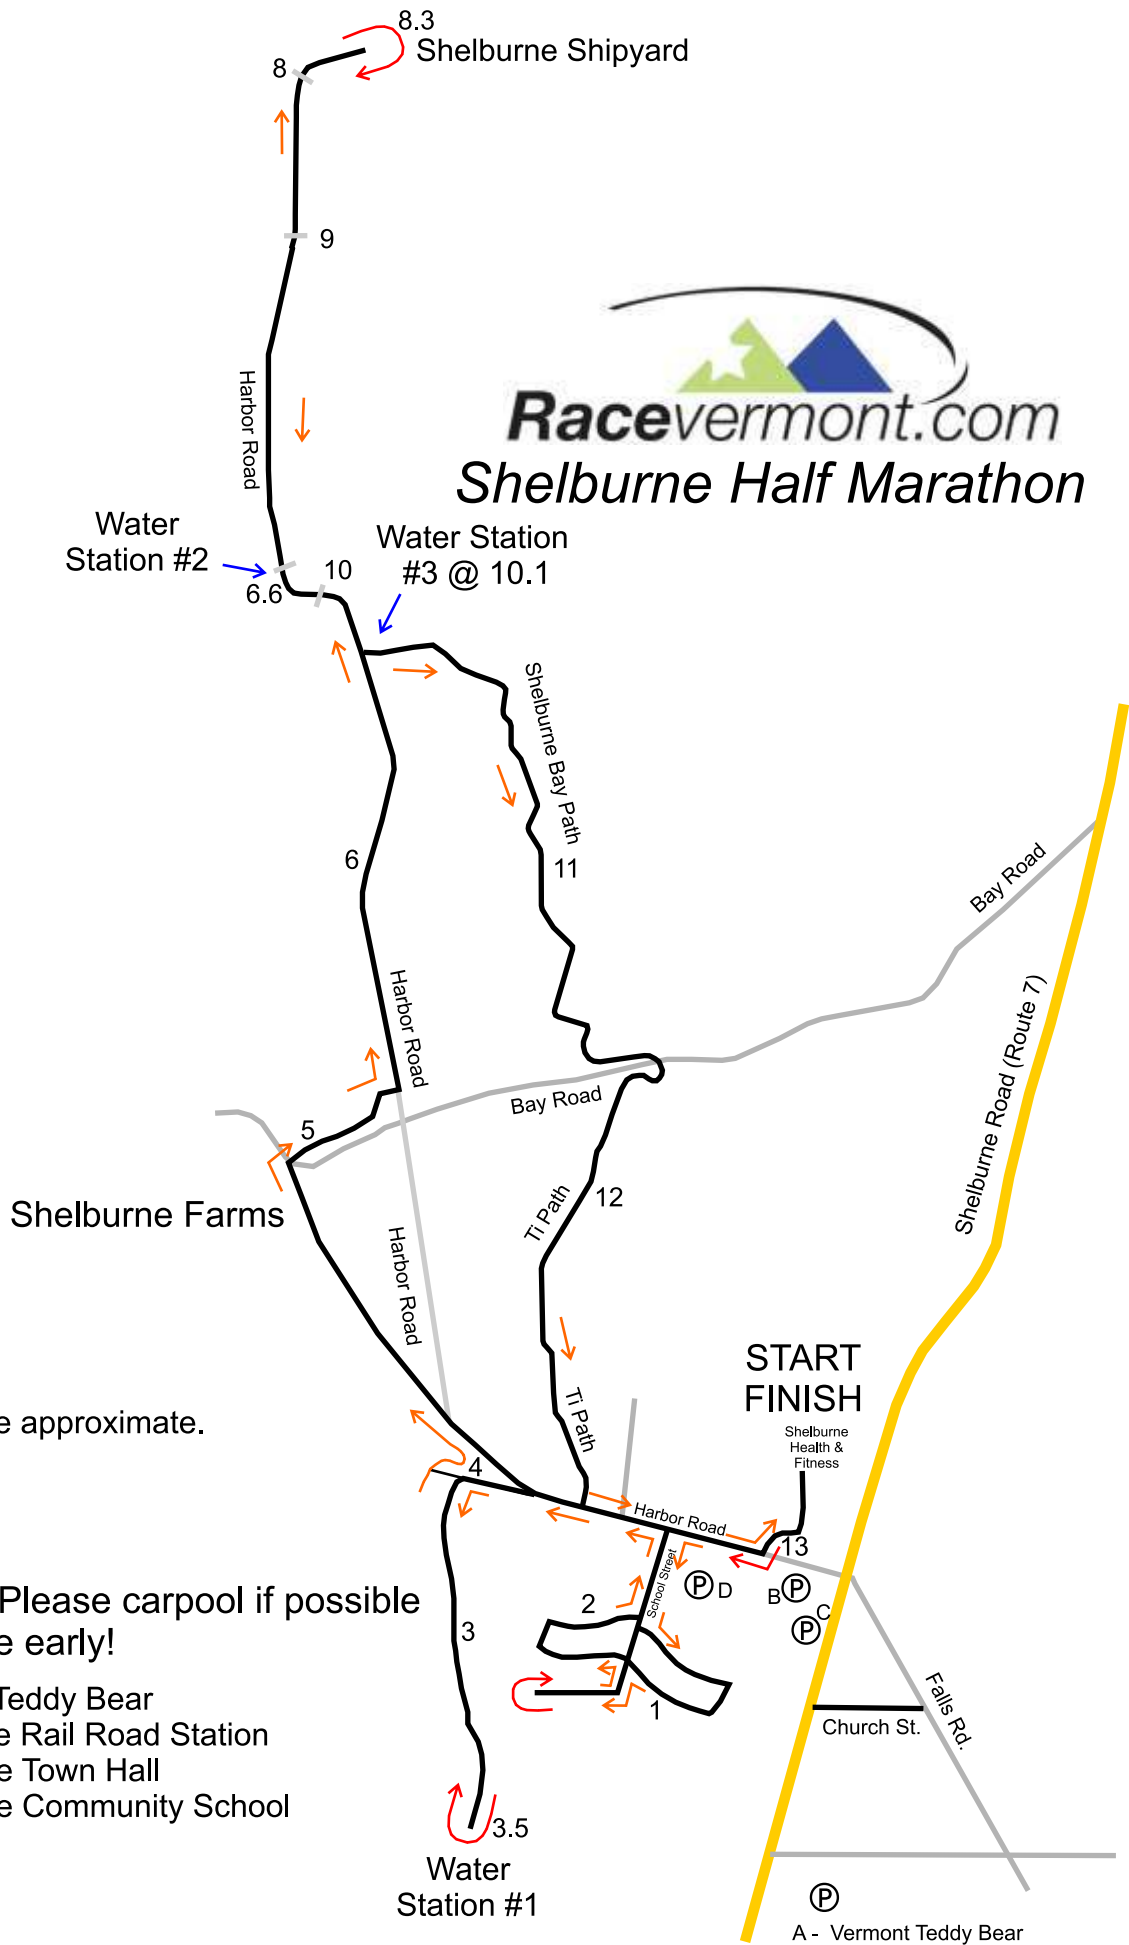 8.3
Shelburne Shipyard
8
9
Harbor Road
Racevermont.com
Shelburne Half Marathon
Water
Station #2
Water Station
#3 @ 10.1
10
6.6
Shelburne Bay Path
6
11
Bay Road
Harbor Road
Shelburne Road (Route 7)
Bay Road
5
12
Shelburne Farms
Ti Path
Harbor Road
START
FINISH
Shelburne
Health &
Fitness
Ti Path
e approximate.
4
Harbor Road
13
School Street
P D
B P
P C
Please carpool if possible
e early!
2
3
1
Teddy Bear
e Rail Road Station
e Town Hall
e Community School
Falls Rd.
Church St.
3.5
Water
Station #1
P
A - Vermont Teddy Bear